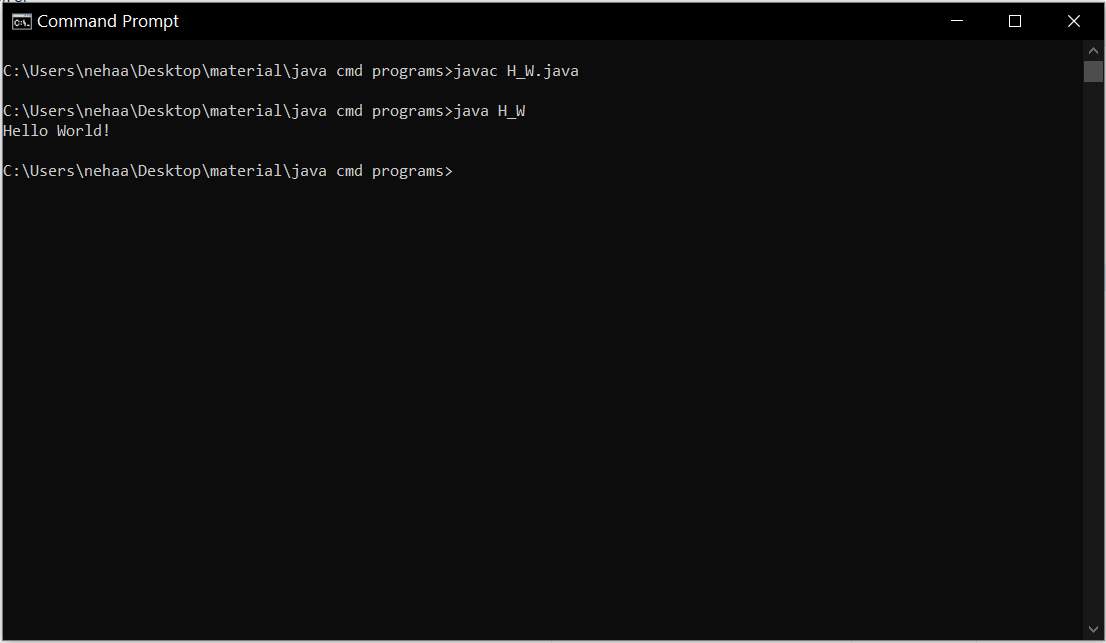 Command Prompt
C:\Users\nehaa\Desktop\material\java cmd programs>javac H_W.java
C:\Users\nehaa\Desktop\material\java cmd programs>java H_W
Hello World!
C:\Users\nehaa\Desktop\material\java cmd programs>